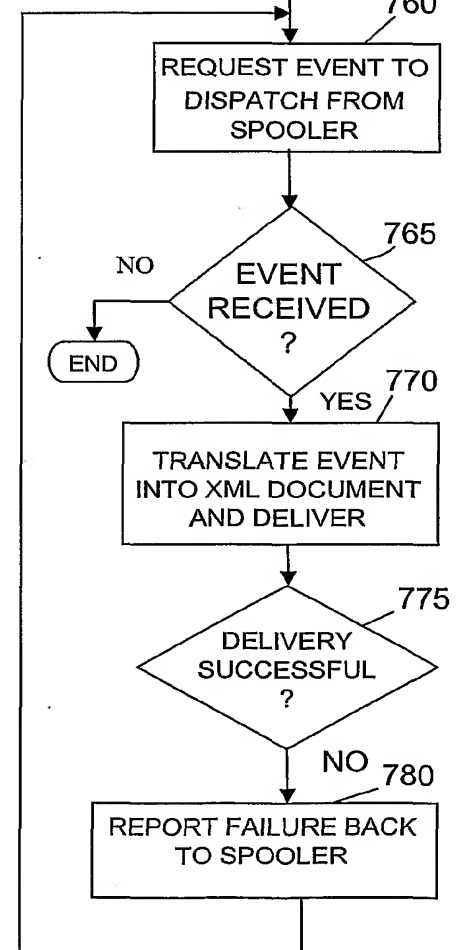 760
REQUEST EVENT TO
DISPATCH FROM
SPOOLER
765
NO
EVENT
RECEIVED
?
END
770
YES
TRANSLATE EVENT
INTO XML DOCUMENT
AND DELIVER
775
DELIVERY
SUCCESSFUL
?
NO
780
REPORT FAILURE BACK
TO SPOOLER